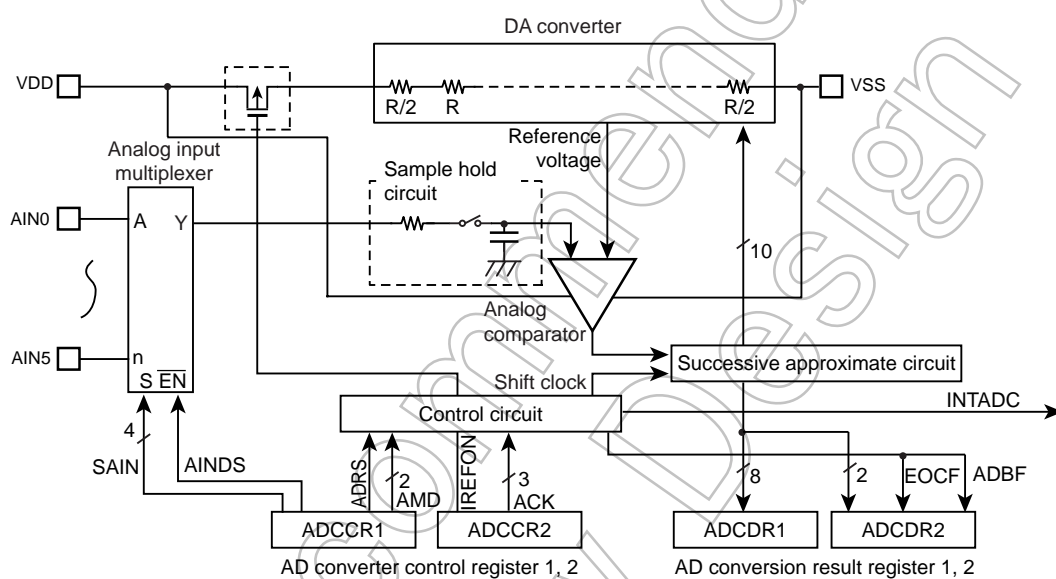 DA converter
VDD
R/2
R
R/2
VSS
Analog input
multiplexer
Reference
voltage
Sample hold
circuit
AIN0
A
Y
10
Analog
comparator
AIN5
n
S EN
Successive approximate circuit
Shift clock
Control circuit
INTADC
4
SAIN
AINDS
ADRS
2
AMD
IREFON
3
ACK
8
2
EOCF
ADBF
ADCCR1
ADCCR2
ADCDR1
ADCDR2
AD converter control register 1, 2
AD conversion result register 1, 2